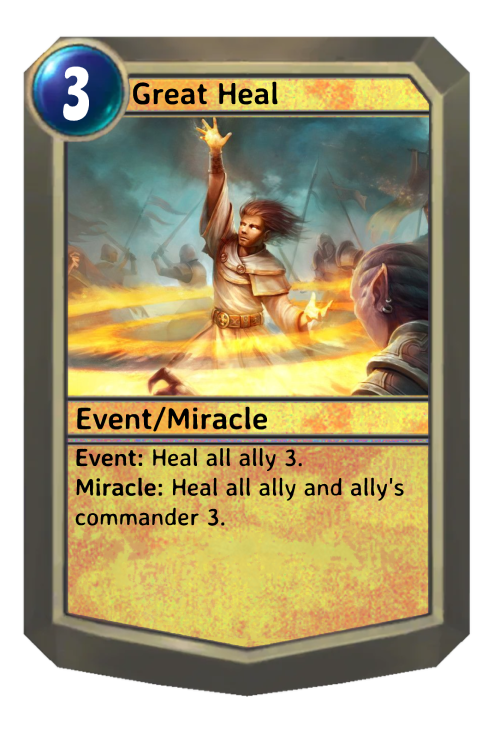 3
Great Heal
Event/Miracle
Event: Heal all ally 3.
Miracle: Heal all ally and ally's
commander 3.